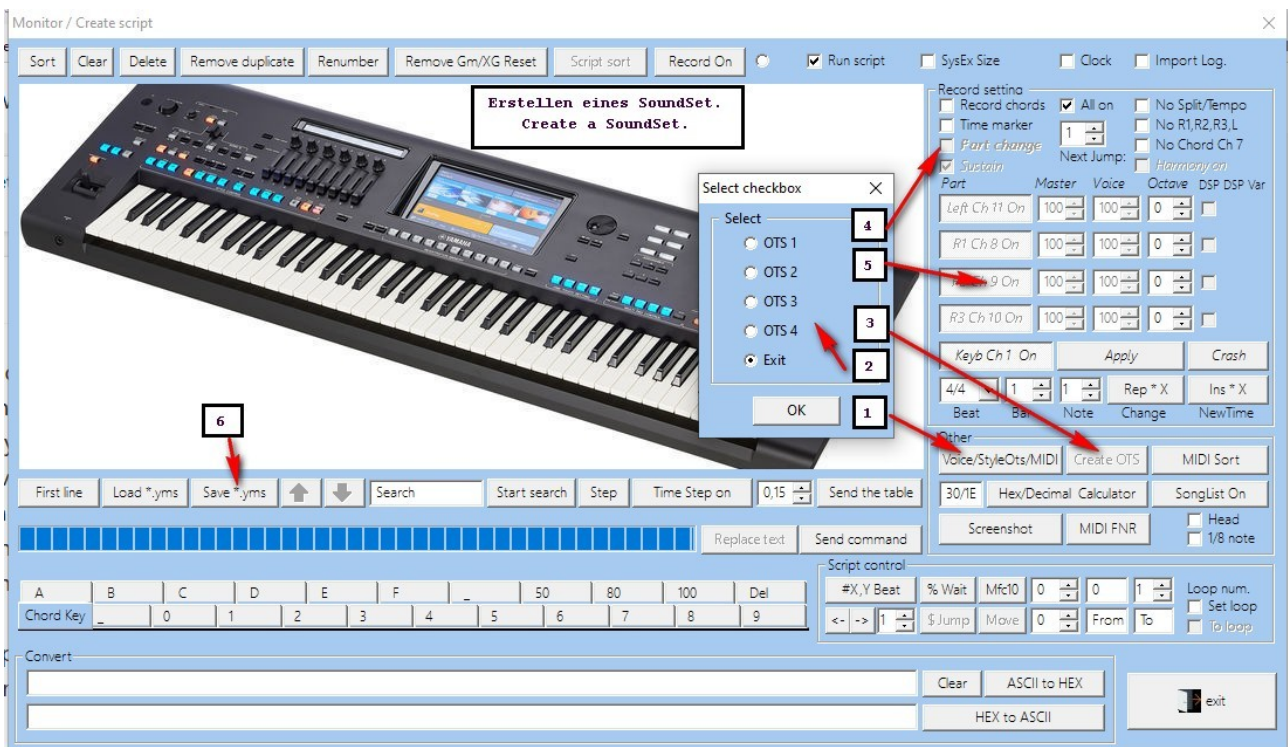 Monitor / Create script
Sort Clear Delete Remove duplicate Renumber Remove Gm/XG Reset Script sort Record On Run script SysEx Size Clock Import Log.
Erstellen eines SoundSet.
Create a SoundSet.
Record setting
Record chords All on No Split/Tempo
Time marker 1 No R1,R2,R3,L
Part change Next Jump: No Chord Ch 7
Sustain Harmony on
Part Master Voice Octave DSP DSP Var
Left Ch 11 On 100 100 0
R1 Ch 8 On 100 100 0
Ch 9 On 100 100 0
R3 Ch 10 On 100 100 0
Keyb Ch 1 On Apply Crash
4/4 1 1 Rep * X Ins * X
Beat Bar Note Change NewTime
Select checkbox
Select
OTS 1
OTS 2
OTS 3
OTS 4
Exit
OK
4
5
3
2
1
6
YAMAHA
Other
Voice/StyleOts/MIDI Create OTS MIDI Sort
First line Load *.yms Save *.yms Search Start search Step Time Step on 0,15 Send the table
30/1E Hex/Decimal Calculator SongList On
Screenshot MIDI FNR Head
1/8 note
Replace text Send command
Script control
A B C D E F _ 50 80 100 Del
Chord Key _ 0 1 2 3 4 5 6 7 8 9
#X,Y Beat % Wait Mfc10 0 0 1 Loop num.
Set loop
<- -> 1 $ Jump Move 0 From To To loop
Convert
Clear ASCII to HEX
HEX to ASCII
exit